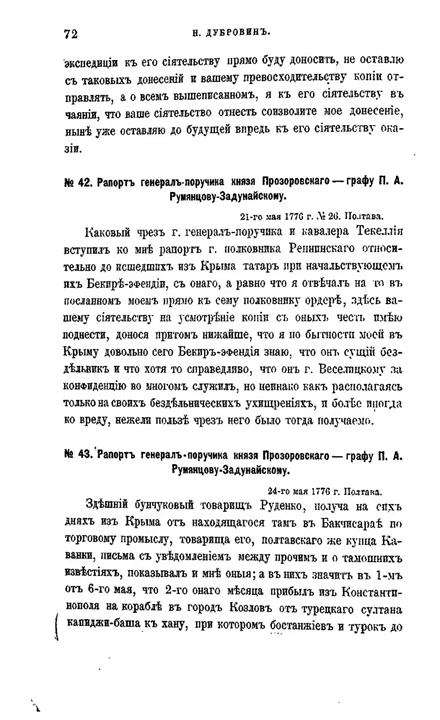 72
Н. ДУБРОВИНЪ.
экспедиціи къ его сіятельству прямо буду доносить, не оставлю
съ таковыхъ донесеній и вашему превосходительству копіи от-
правлять, а о всемъ вышеписанномъ, я къ его сіятельству въ
чаяніи, что ваше сіятельство отнесть соизволите мое донесеніе,
нынѣ уже оставляю до будущей впредь къ его сіятельству ока-
зіи.
№ 42. Рапортъ генералъ-поручика князя Прозоровскаго — графу П. А.
Румянцову-Задунайскому.
21-го мая 1776 г. № 26. Полтава.
Каковый чрезъ г. генералъ-поручика и кавалера Текеллія
вступилъ ко мнѣ рапортъ г. полковника Репнинскаго относи-
тельно до исшедшихъ изъ Крыма татаръ при начальствующемъ
ихъ Бекирѣ-эфендіи, съ онаго, а равно что я отвѣчалъ на то въ
посланномъ моемъ прямо къ сему полковнику ордерѣ, здѣсь ва-
шему сіятельству на усмотрѣніе копіи съ оныхъ честь имѣю
поднести, донося притомъ нижайше, что я по бытности моей въ
Крыму довольно сего Бекиръ-эфендія знаю, что онъ сущій без-
дѣльникъ и что хотя то справедливо, что онъ г. Веселицкому за
конфиденцію во многомъ служилъ, но неинако какъ располагаясь
только на своихъ бездѣльническихъ ухищреніяхъ, и болѣе иногда
ко вреду, нежели пользѣ чрезъ него было тогда получаемо.
№ 43. Рапортъ генералъ-поручика князя Прозоровскаго — графу П. А.
Румянцову-Задунайскому.
24-го мая 1776 г. Полтава.
Здѣшній бунчуковый товарищъ Руденко, получа на сихъ
дняхъ изъ Крыма отъ находящагося тамъ въ Бакчисараѣ по
торговому промыслу, товарища его, полтавскаго же купца Ка-
ванки, письма съ увѣдомленіемъ между прочимъ и о тамошнихъ
извѣстіяхъ, показывалъ и мнѣ оныя; а въ нихъ значитъ въ 1-мъ
отъ 6-го мая, что 2-го онаго мѣсяца прибылъ изъ Константи-
нополя на кораблѣ въ городъ Козловъ отъ турецкаго султана
капиджи-баша къ хану, при которомъ бостанжіевъ и турокъ до